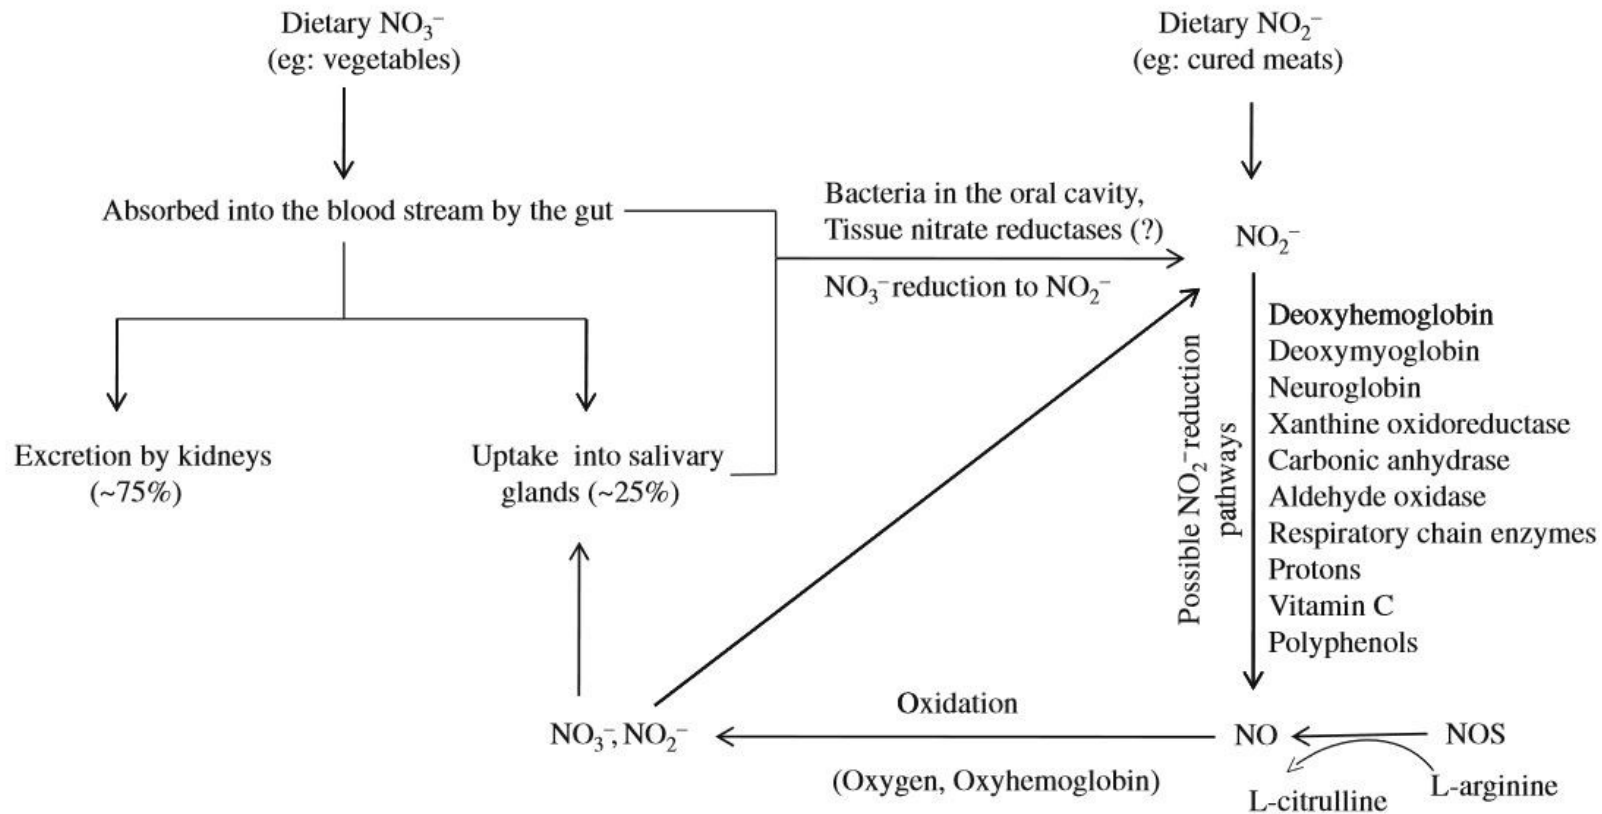 Dietary NO₃⁻
(eg: vegetables)
Dietary NO₂⁻
(eg: cured meats)
Absorbed into the blood stream by the gut
Bacteria in the oral cavity,
Tissue nitrate reductases (?)
NO₃⁻ reduction to NO₂⁻
NO₂⁻
Excretion by kidneys
(~75%)
Uptake into salivary
glands (~25%)
Possible NO₂⁻ reduction
pathways
Deoxyhemoglobin
Deoxymyoglobin
Neuroglobin
Xanthine oxidoreductase
Carbonic anhydrase
Aldehyde oxidase
Respiratory chain enzymes
Protons
Vitamin C
Polyphenols
NO₃⁻, NO₂⁻
Oxidation
(Oxygen, Oxyhemoglobin)
NO
NOS
L-citrulline
L-arginine